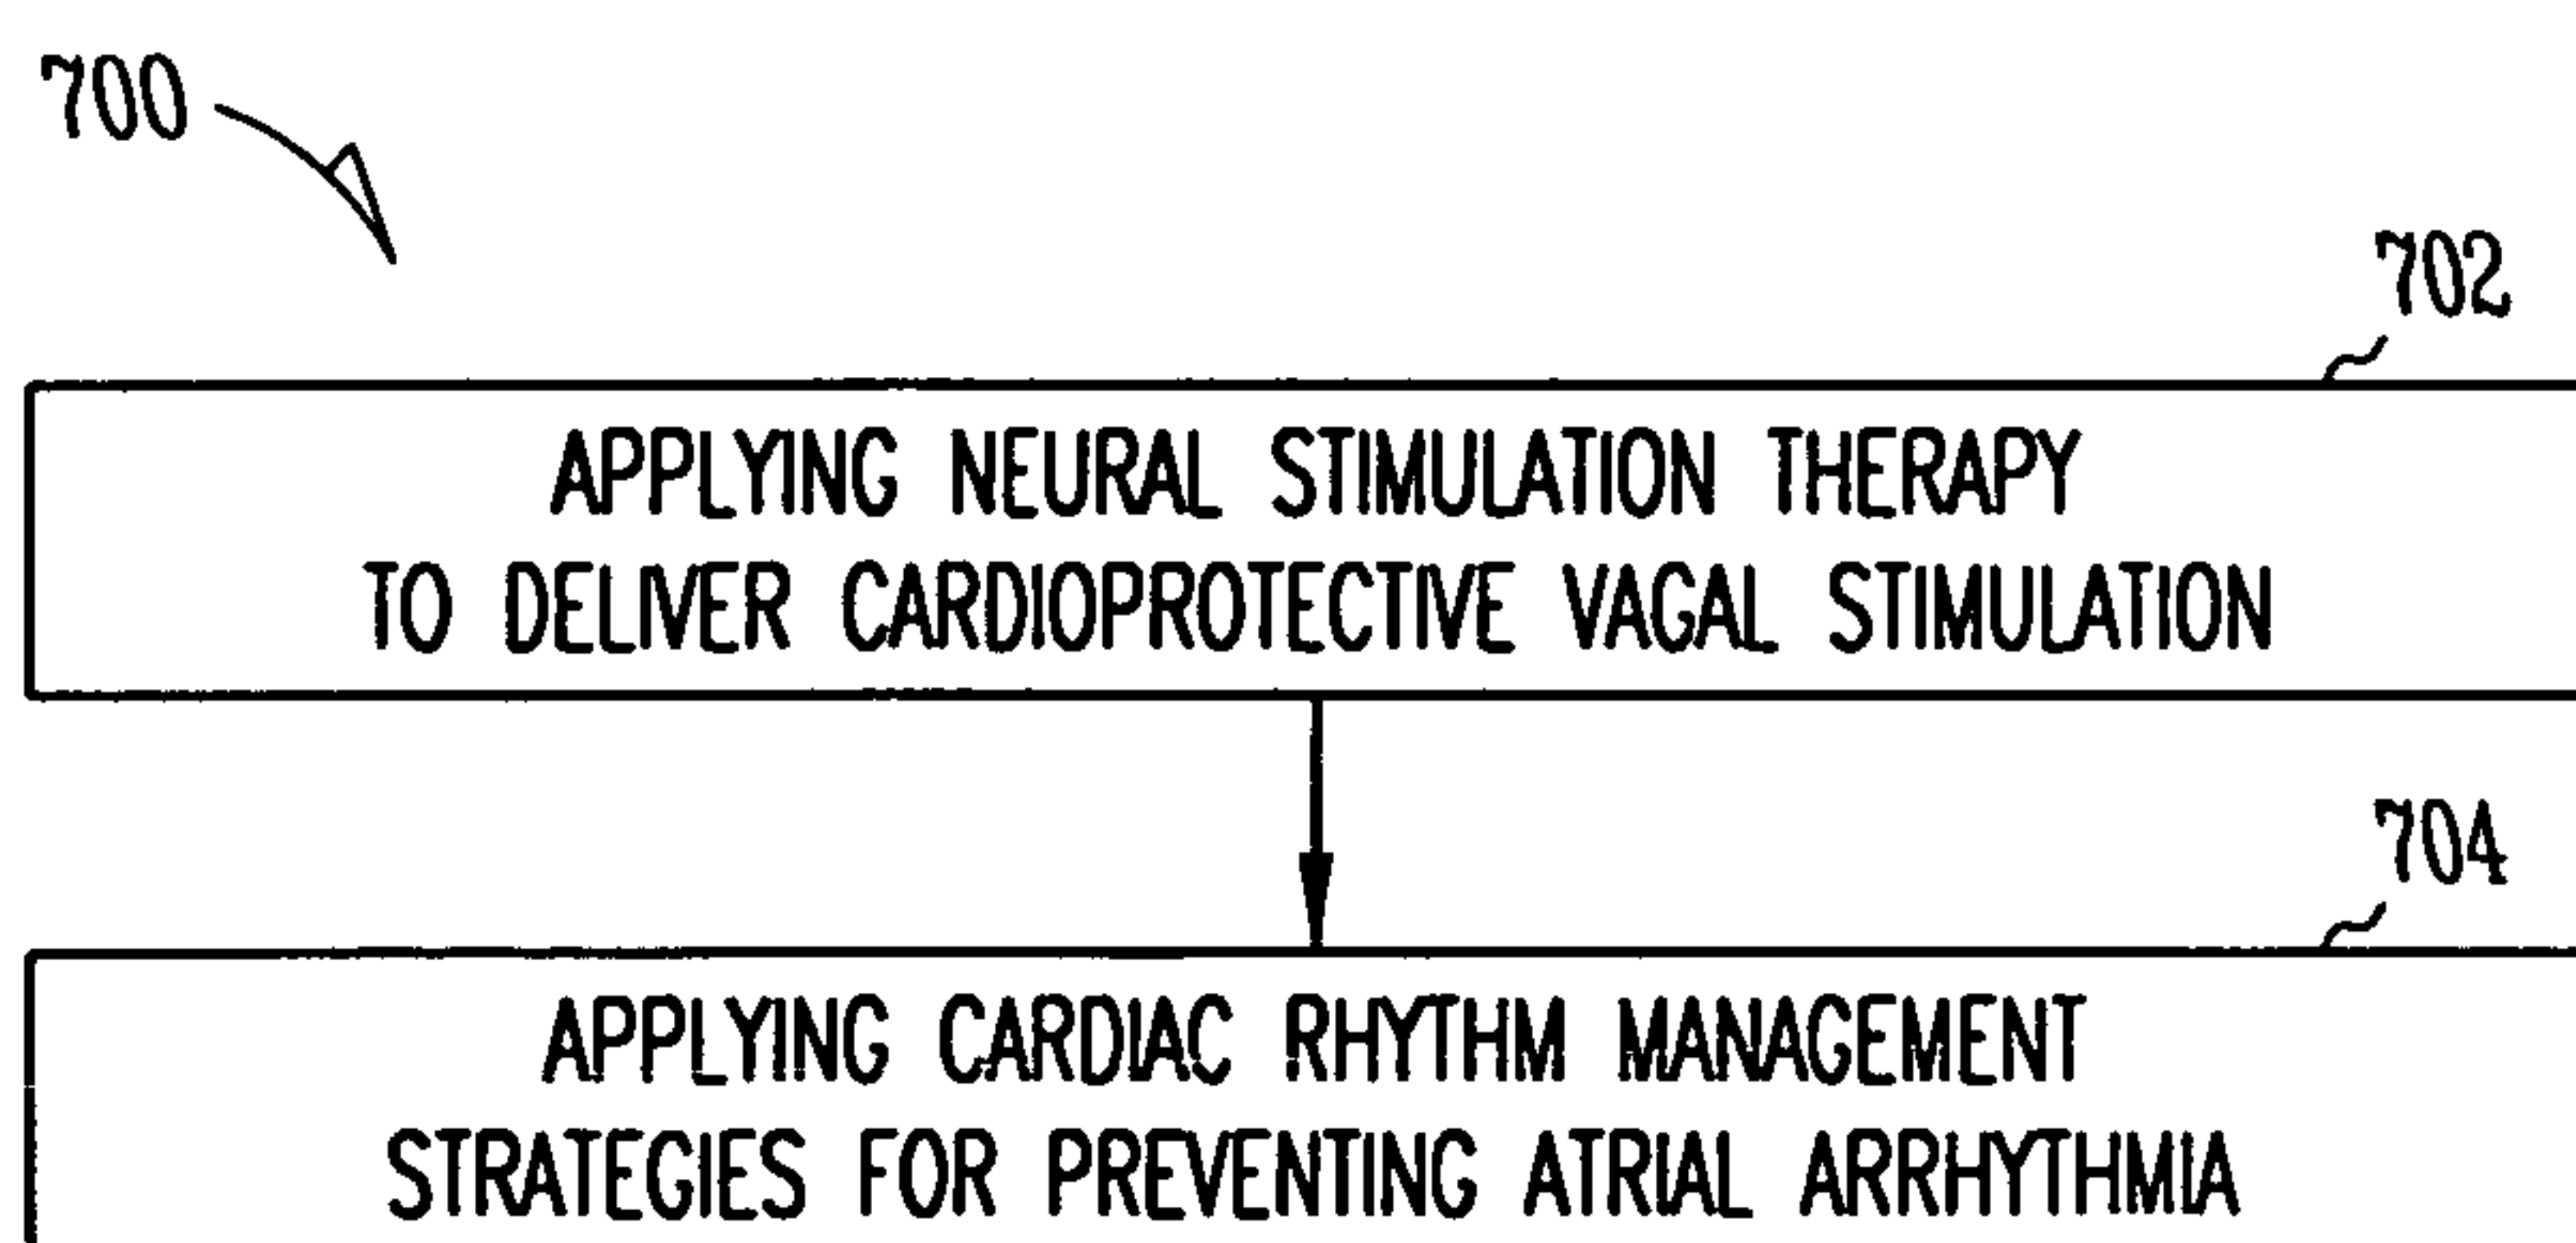 700
702
APPLYING NEURAL STIMULATION THERAPY
TO DELIVER CARDIOPROTECTIVE VAGAL STIMULATION
704
APPLYING CARDIAC RHYTHM MANAGEMENT
STRATEGIES FOR PREVENTING ATRIAL ARRHYTHMIA